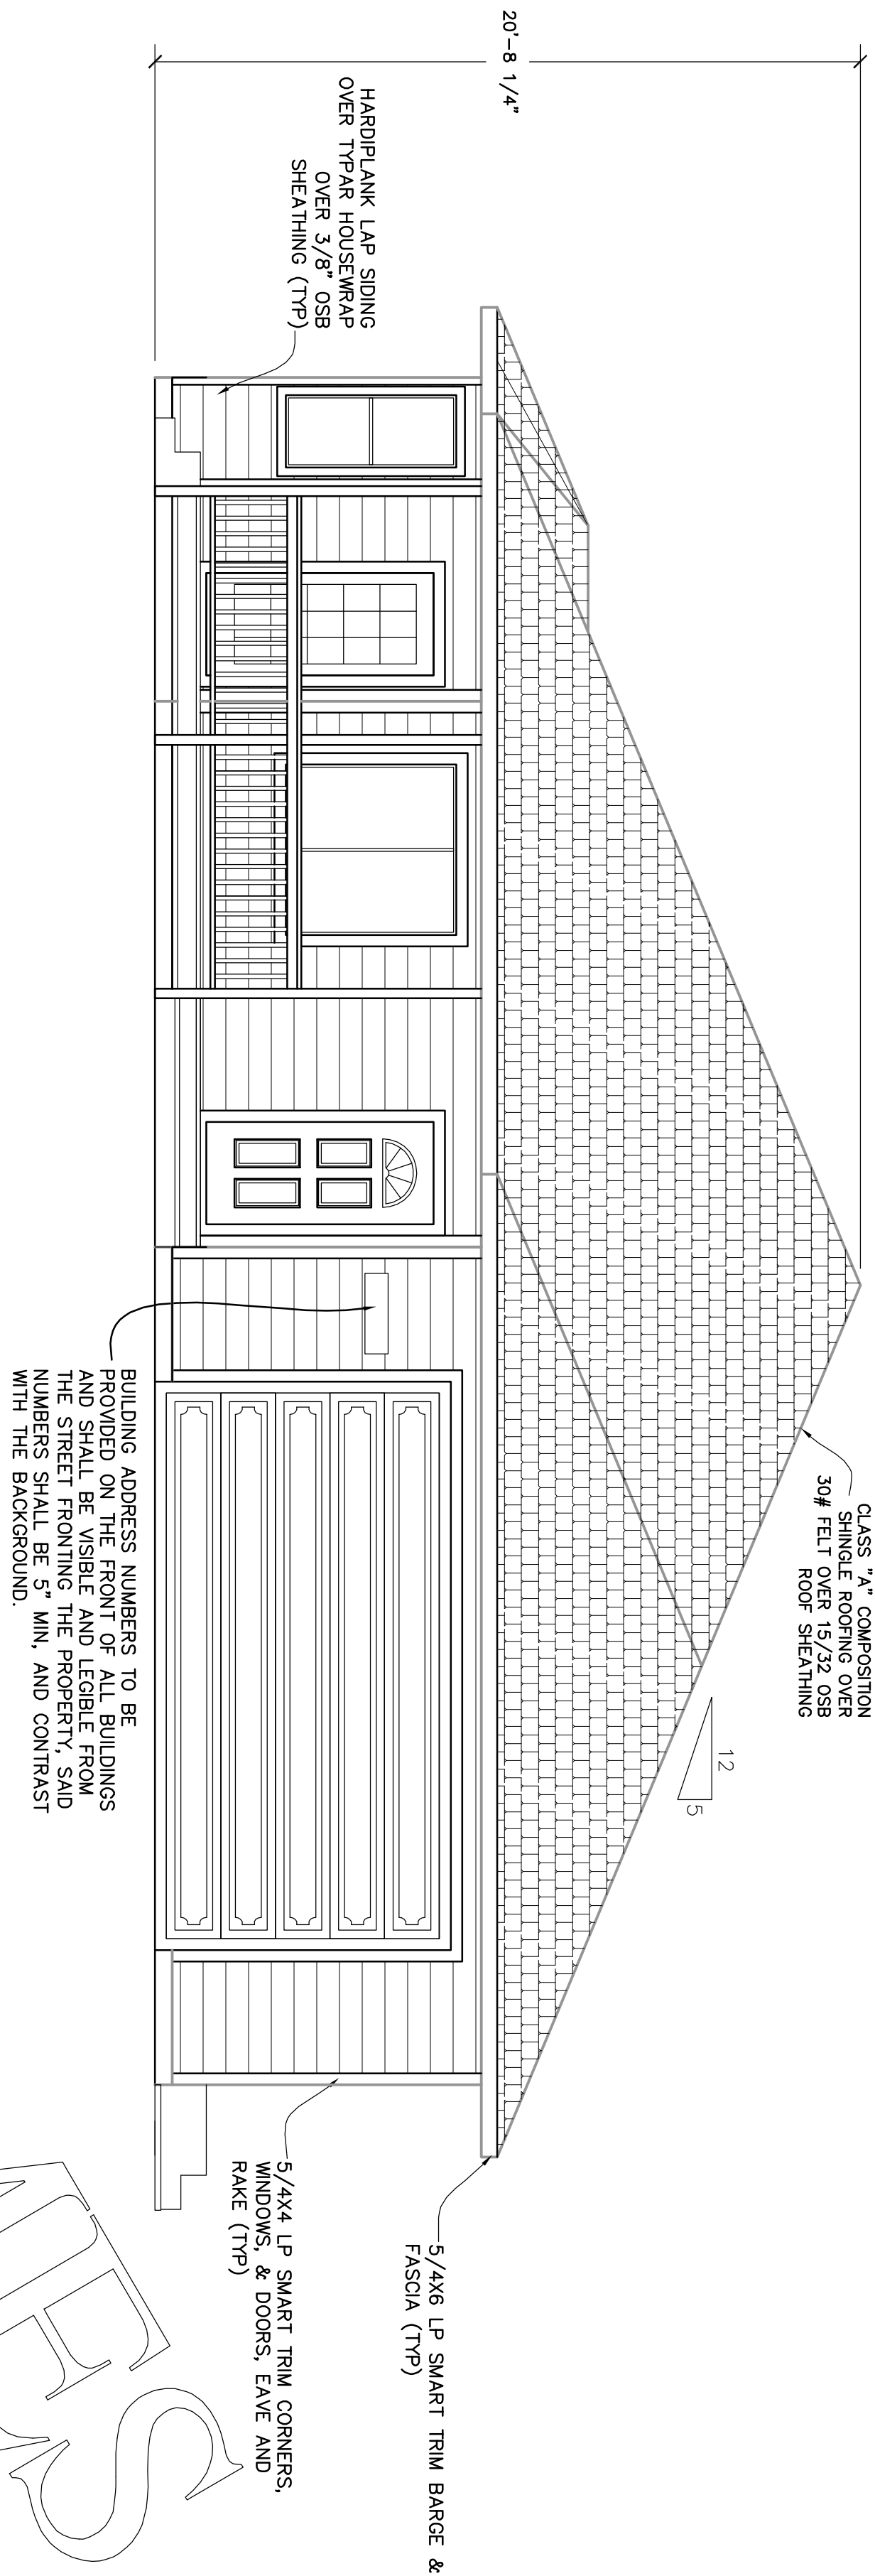 20'-8 1/4"
HARDIPLANK LAP SIDING
OVER TYPAR HOUSEWRAP
OVER 3/8" OSB
SHEATHING (TYP)
CLASS "A" COMPOSITION
SHINGLE ROOFING OVER
30# FELT OVER 15/32 OSB
ROOF SHEATHING
12
5
BUILDING ADDRESS NUMBERS TO BE
PROVIDED ON THE FRONT OF ALL BUILDINGS
AND SHALL BE VISIBLE AND LEGIBLE FROM
THE STREET FRONTING THE PROPERTY, SAID
NUMBERS SHALL BE 5" MIN, AND CONTRAST
WITH THE BACKGROUND.
5/4X6 LP SMART TRIM BARGE &
FASCIA (TYP)
5/4X4 LP SMART TRIM CORNERS,
WINDOWS, & DOORS, EAVE AND
RAKE (TYP)
ES